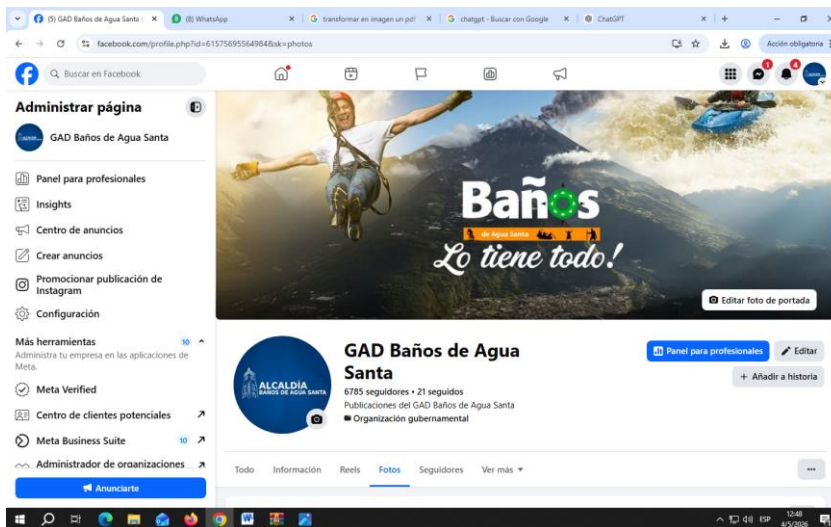 (5) GAD Baños de Agua Santa |
(8) WhatsApp
transformar en imagen un pdf
chatgpt - Buscar con Google
ChatGPT
facebook.com/profile.php?id=61575695564984&sk=photos
Acción obligatoria
Buscar en Facebook
1
4
Administrar página
GAD Baños de Agua Santa
Panel para profesionales
Insights
Centro de anuncios
Crear anuncios
Promocionar publicación de
Instagram
Configuración
Más herramientas
10
Administra tu empresa en las aplicaciones de
Meta.
Meta Verified
Centro de clientes potenciales
Meta Business Suite
10
Administrador de organizaciones
Anunciarte
Baños
de Agua Santa
Lo tiene todo!
Editar foto de portada
ALCALDÍA
BAÑOS DE AGUA SANTA
GAD Baños de Agua
Santa
6785 seguidores • 21 seguidos
Publicaciones del GAD Baños de Agua Santa
Organización gubernamental
Panel para profesionales
Editar
+ Añadir a historia
Todo
Información
Reels
Fotos
Seguidores
Ver más
ESP
12:48
4/5/2026